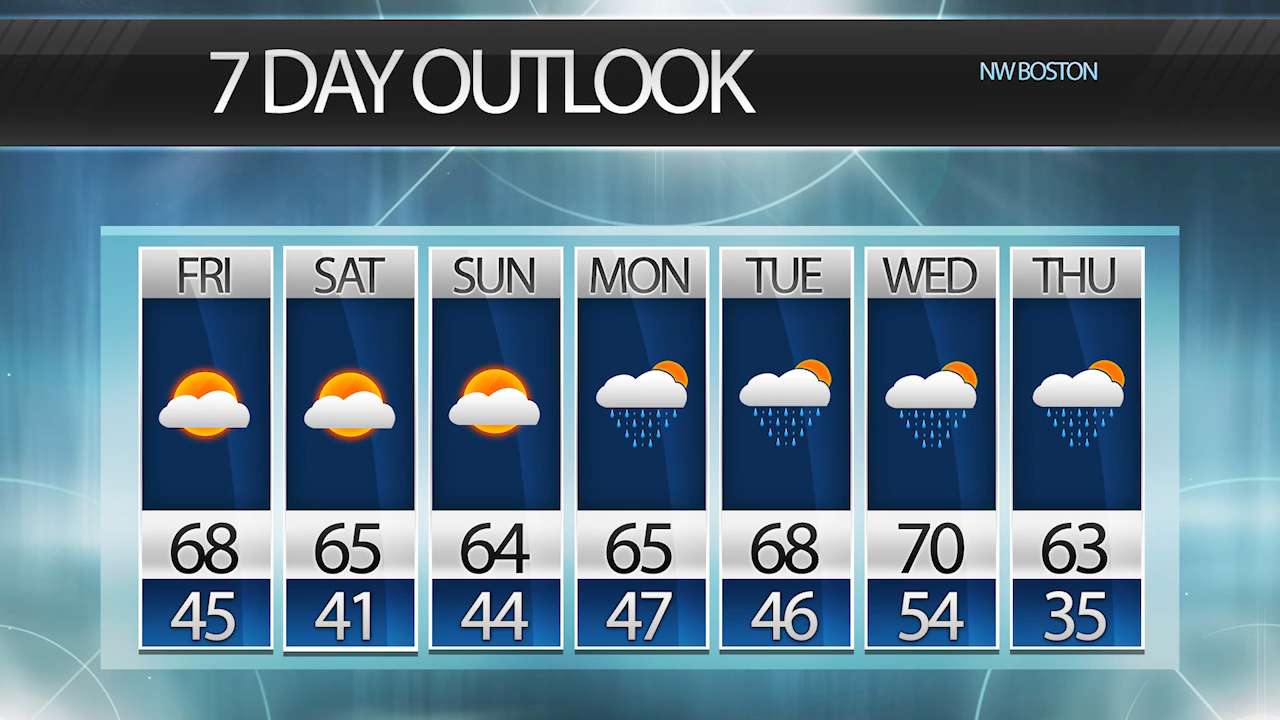 7 DAY OUTLOOK
NW BOSTON
FRI SAT SUN MON TUE WED THU
68 65 64 65 68 70 63
45 41 44 47 46 54 35